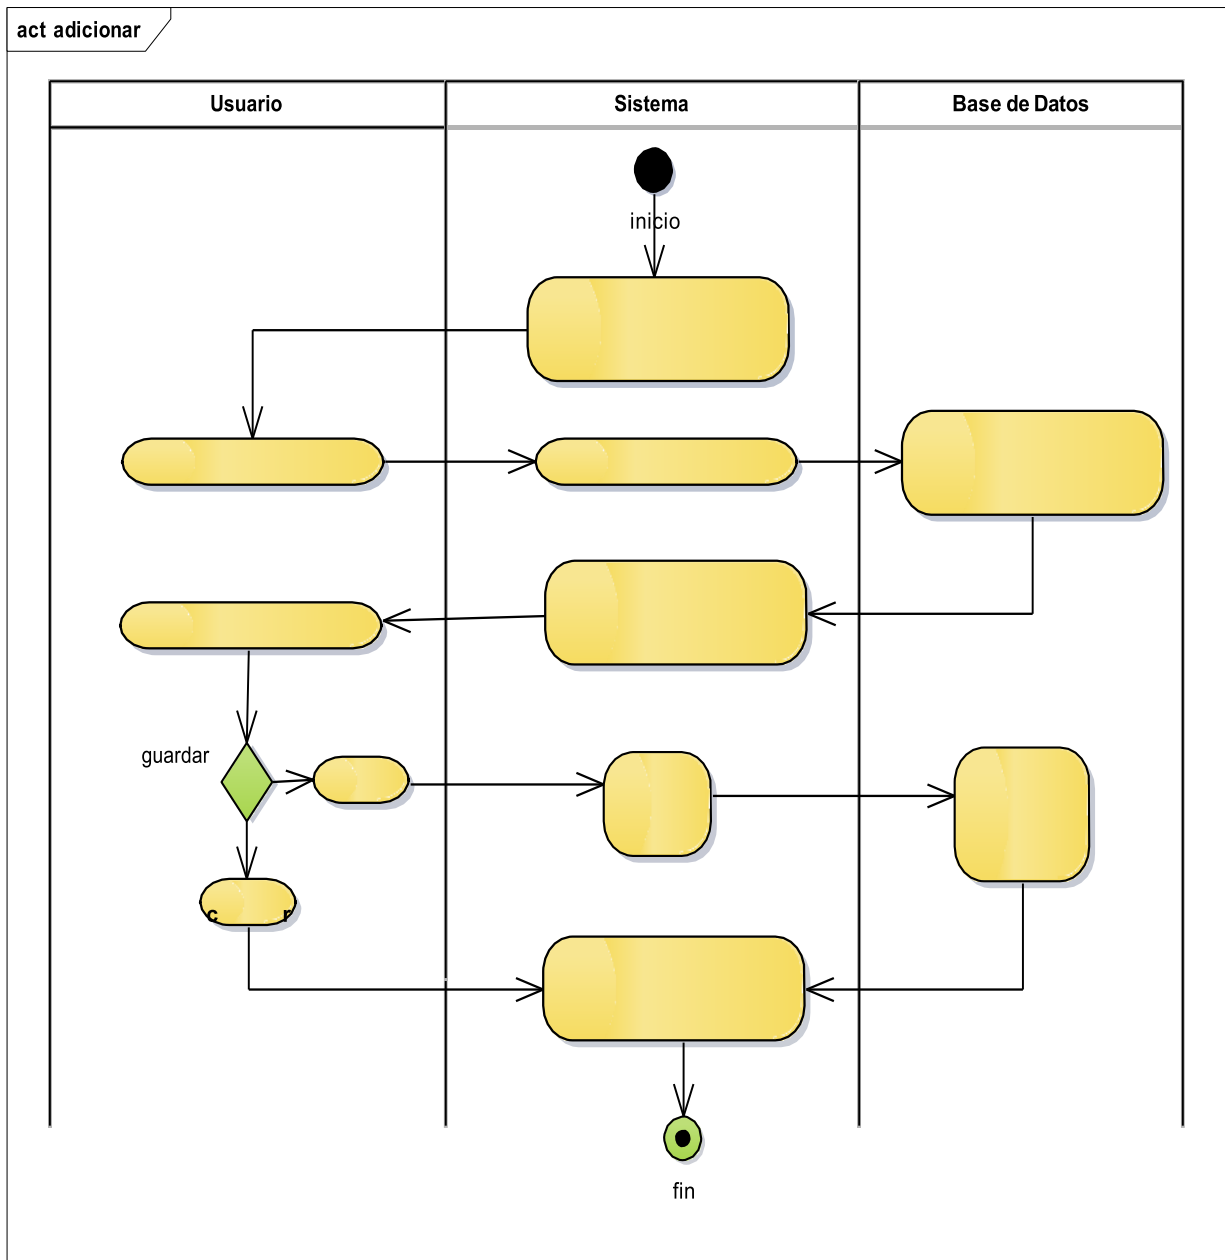 act adicionar
Usuario
Sistema
Base de Datos
inicio
guardar
c r
fin